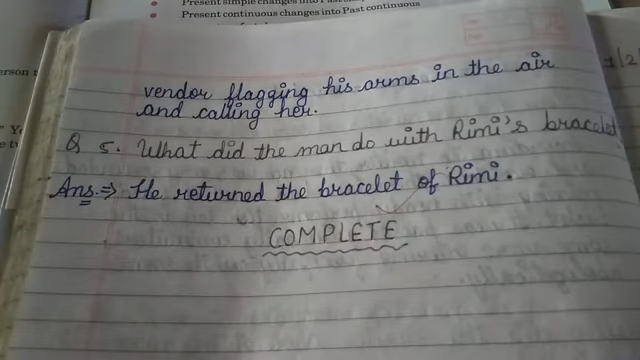 Present simple changes into Past
Present continuous changes into Past continuous
vendor flagging his arms in the air
and calling her.
Q 5. What did the man do with Rimi's bracelet
Ans ⇒ He returned the bracelet of Rimi.
COMPLETE